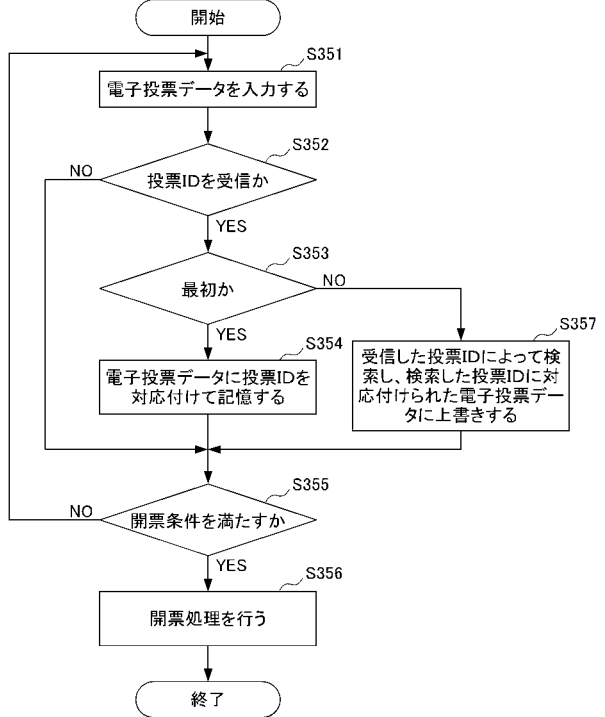 開始
S351
電子投票データを入力する
S352
投票IDを受信か
NO
YES
S353
最初か
NO
YES
S354
電子投票データに投票IDを
対応付けて記憶する
S357
受信した投票IDによって検
索し、検索した投票IDに対
応付けられた電子投票デー
タに上書きする
S355
開票条件を満たすか
NO
YES
S356
開票処理を行う
終了